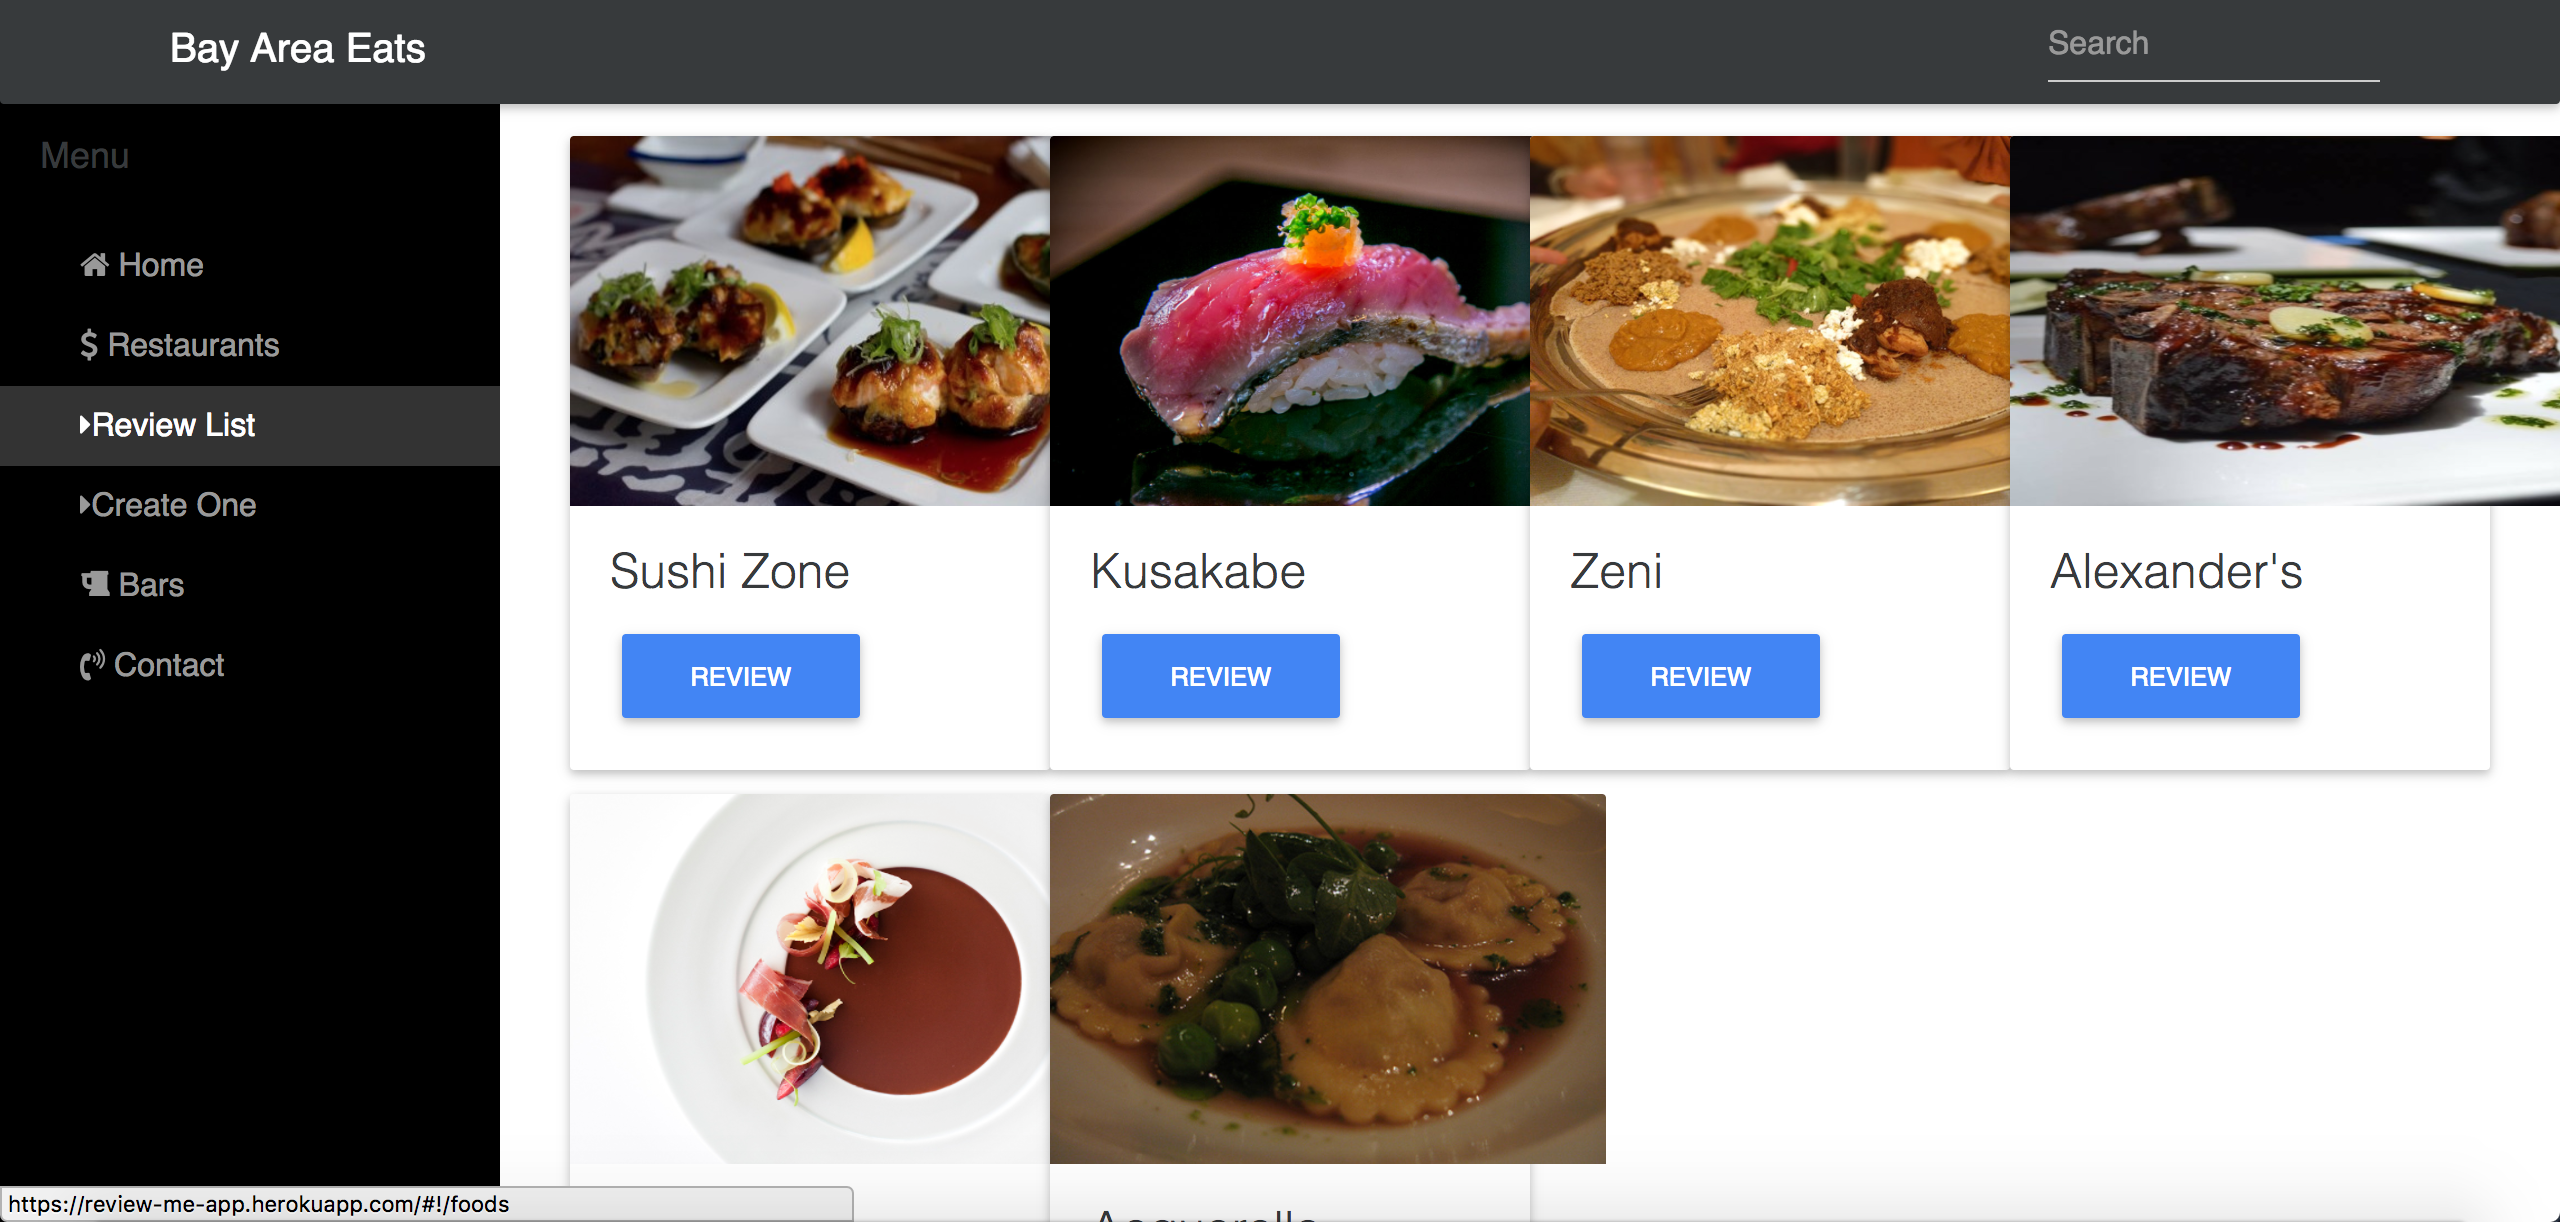 Bay Area Eats
Search
Menu
Home
Restaurants
Review List
Create One
Bars
Contact
Sushi Zone
Kusakabe
Zeni
Alexander's
REVIEW
REVIEW
REVIEW
REVIEW
https://review-me-app.herokuapp.com/#!/foods